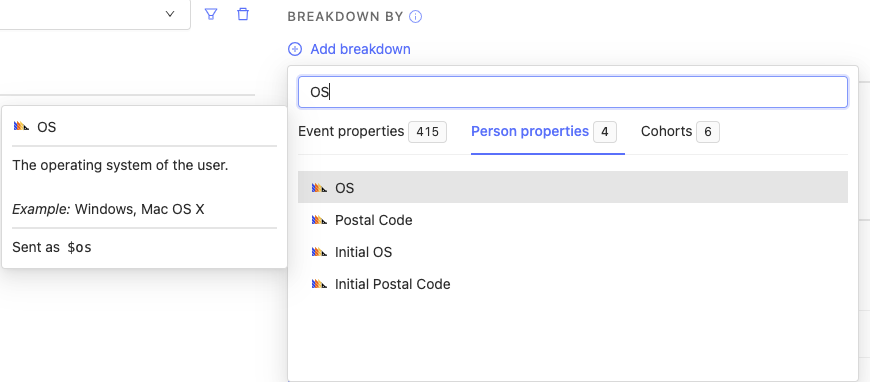 BREAKDOWN BY
Add breakdown
OS
Event properties 415 Person properties 4 Cohorts 6
OS
Postal Code
Initial OS
Initial Postal Code
OS
The operating system of the user.
Example: Windows, Mac OS X
Sent as $os